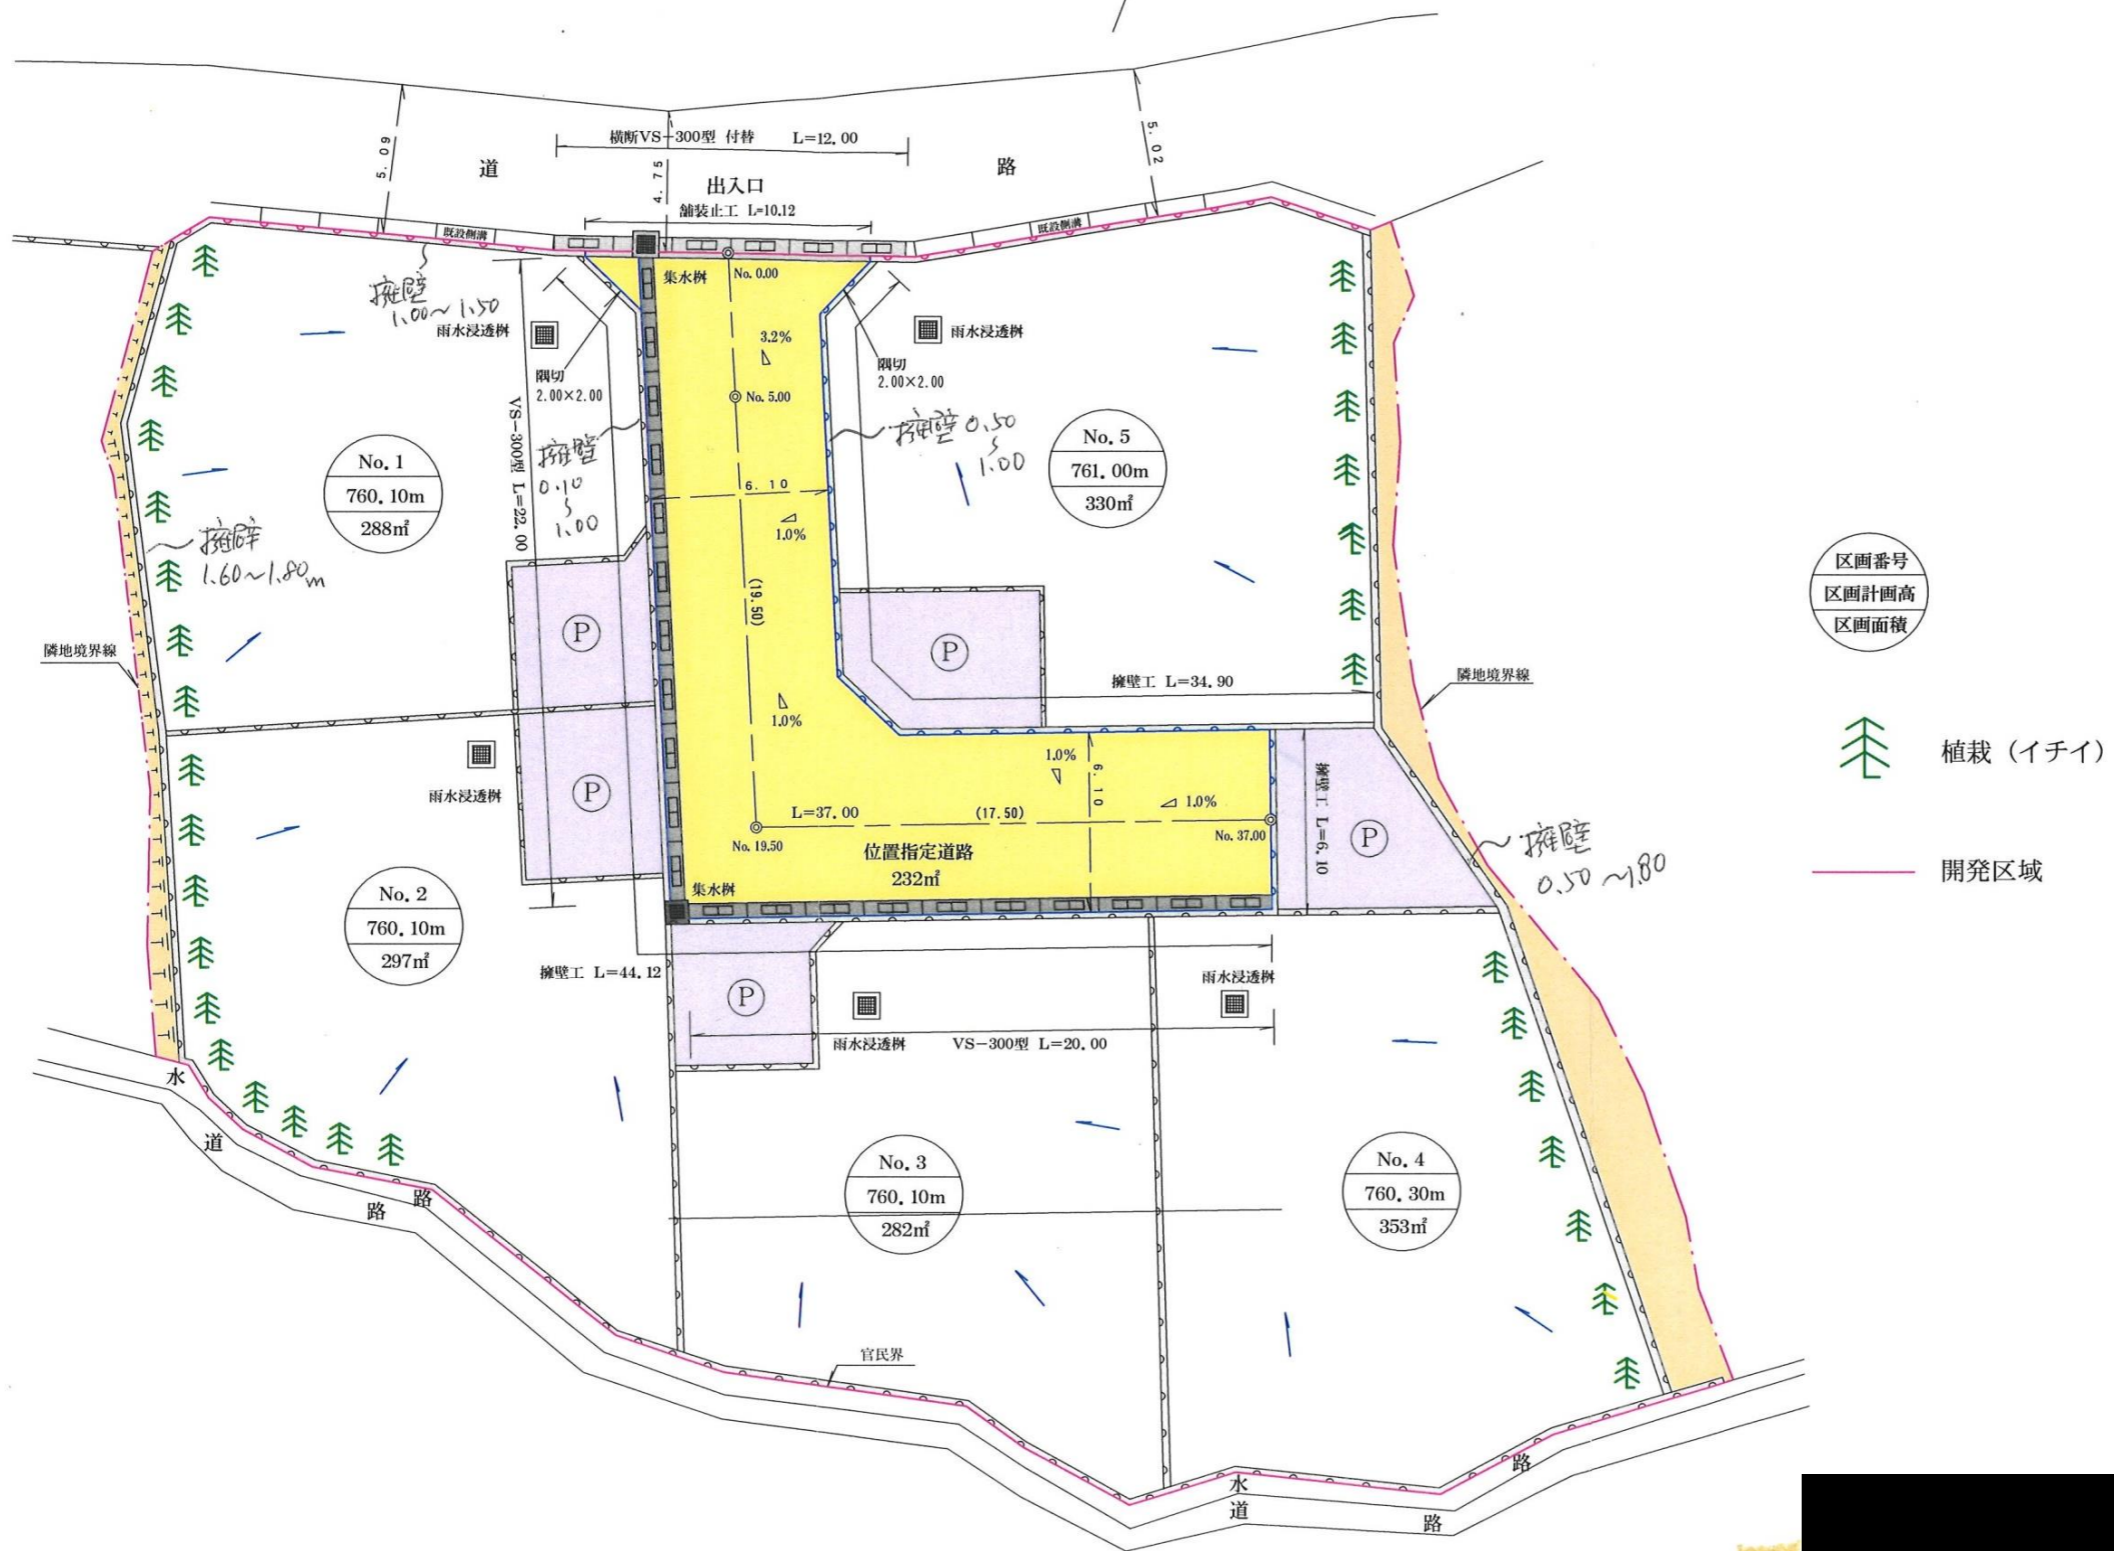 横断VS-300型 付替 L=12.00
5.09
道
4.75
路
5.02
出入口
舗装止工 L=10.12
既設側溝
既設側溝
集水桝
No. 0.00
擁壁
1.00～1.50
雨水浸透桝
雨水浸透桝
3.2%
隅切
2.00×2.00
隅切
2.00×2.00
No. 5.00
VS-300型 L=22.00
擁壁
0.10
～
1.00
擁壁 0.50
～
1.00
No. 1
760.10m
288㎡
No. 5
761.00m
330㎡
6.10
1.0%
擁壁
1.60～1.80m
(19.50)
区画番号
区画計画高
区画面積
P
P
隣地境界線
擁壁工 L=34.90
隣地境界線
1.0%
植栽（イチイ）
雨水浸透桝
P
1.0%
6.10
擁壁工 L=6.10
L=37.00
(17.50)
1.0%
No. 19.50
No. 37.00
P
擁壁
0.50～1.80
位置指定道路
232㎡
開発区域
集水桝
No. 2
760.10m
297㎡
擁壁工 L=44.12
P
雨水浸透桝
雨水浸透桝
VS-300型 L=20.00
水
道
路
路
No. 3
760.10m
282㎡
No. 4
760.30m
353㎡
官民界
水
路
道
路